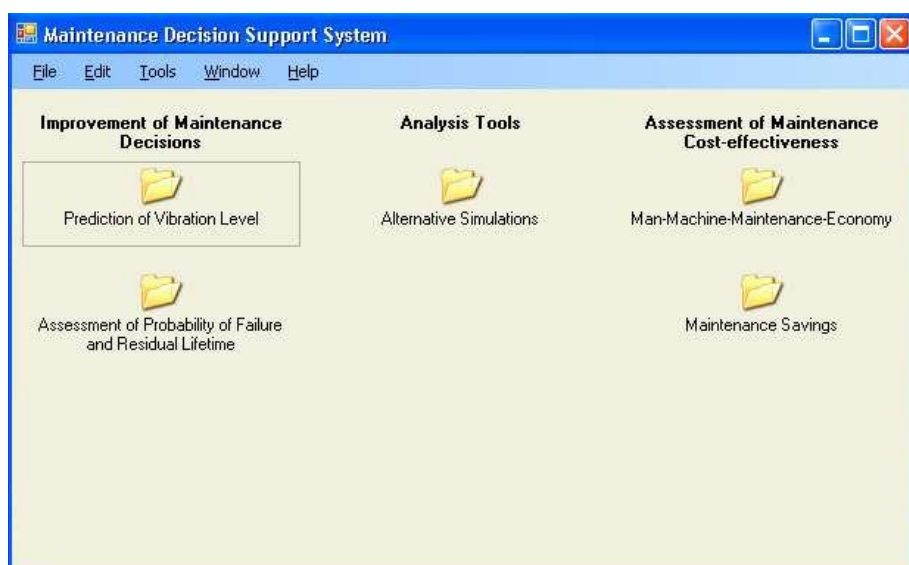 Maintenance Decision Support System
File Edit Tools Window Help
Improvement of Maintenance
Decisions
Prediction of Vibration Level
Assessment of Probability of Failure
and Residual Lifetime
Analysis Tools
Alternative Simulations
Assessment of Maintenance
Cost-effectiveness
Man-Machine-Maintenance-Economy
Maintenance Savings